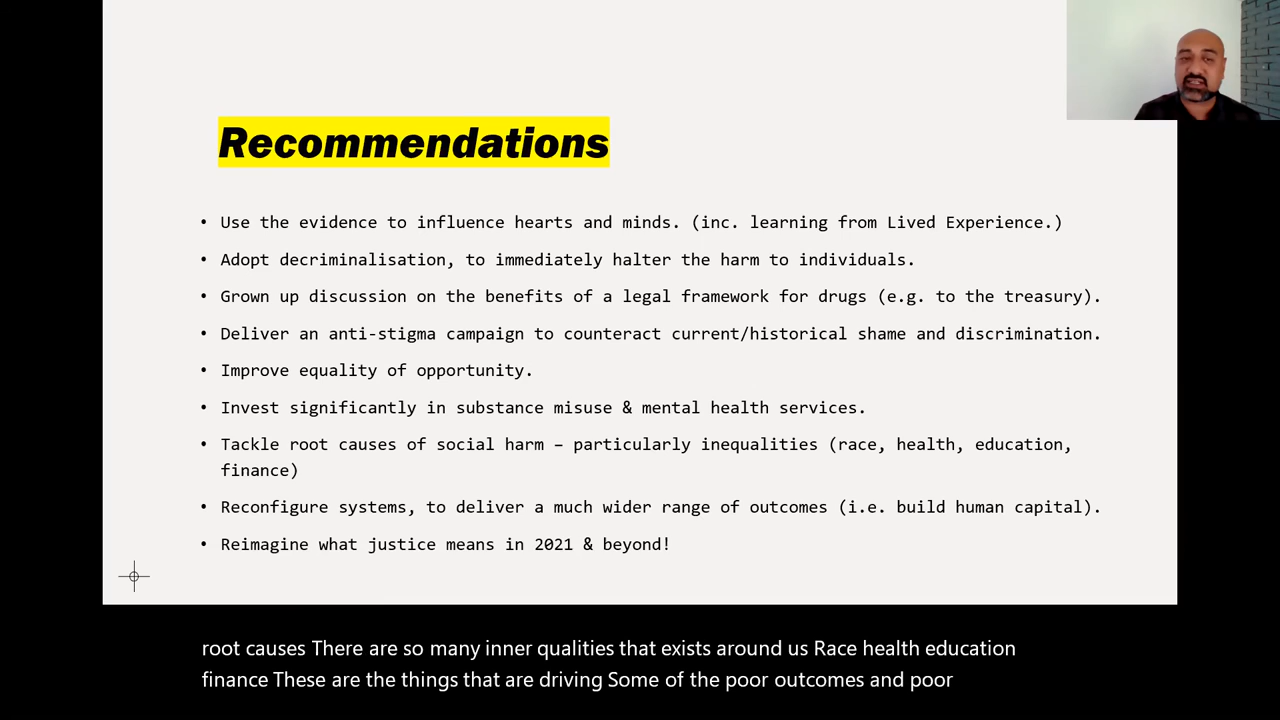 Recommendations
• Use the evidence to influence hearts and minds. (inc. learning from Lived Experience.)
• Adopt decriminalisation, to immediately halter the harm to individuals.
• Grown up discussion on the benefits of a legal framework for drugs (e.g. to the treasury).
• Deliver an anti-stigma campaign to counteract current/historical shame and discrimination.
• Improve equality of opportunity.
• Invest significantly in substance misuse & mental health services.
• Tackle root causes of social harm – particularly inequalities (race, health, education,
finance)
• Reconfigure systems, to deliver a much wider range of outcomes (i.e. build human capital).
• Reimagine what justice means in 2021 & beyond!
root causes There are so many inner qualities that exists around us Race health education
finance These are the things that are driving Some of the poor outcomes and poor